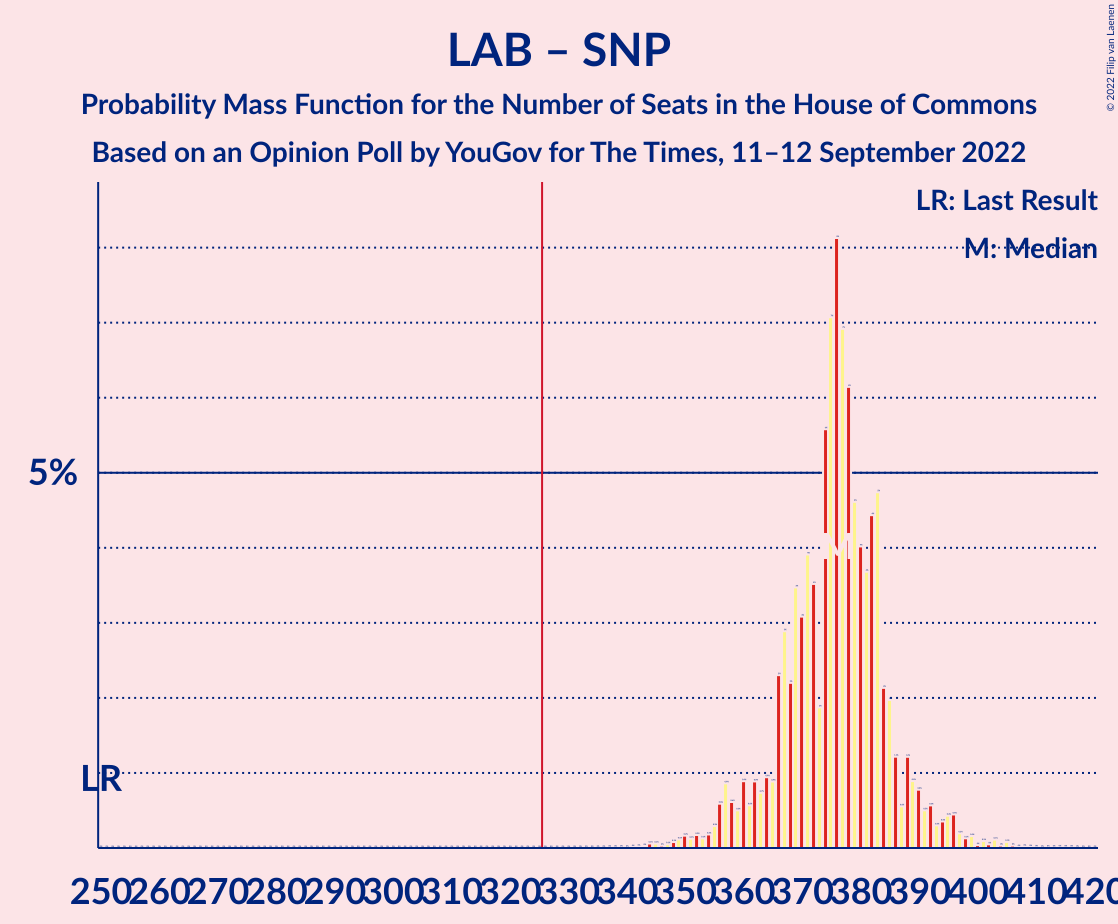 LAB – SNP
Probability Mass Function for the Number of Seats in the House of Commons
Based on an Opinion Poll by YouGov for The Times, 11–12 September 2022
© 2022 Filip van Laenen
LR: Last Result
M: Median
5%
M
LR
250 260 270 280 290 300 310 320 330 340 350 360 370 380 390 400 410 420